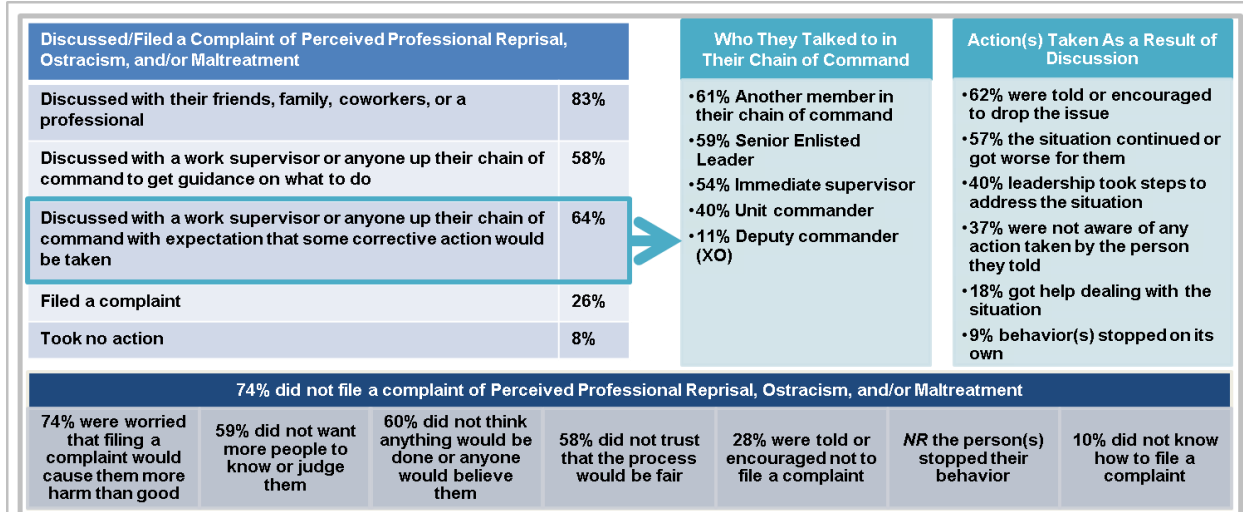 Discussed/Filed a Complaint of Perceived Professional Reprisal,
Ostracism, and/or Maltreatment
Discussed with their friends, family, coworkers, or a
professional
83%
Discussed with a work supervisor or anyone up their chain of
command to get guidance on what to do
58%
Discussed with a work supervisor or anyone up their chain of
command with expectation that some corrective action would
be taken
64%
Filed a complaint
26%
Took no action
8%
Who They Talked to in
Their Chain of Command
•61% Another member in
their chain of command
•59% Senior Enlisted
Leader
•54% Immediate supervisor
•40% Unit commander
•11% Deputy commander
(XO)
Action(s) Taken As a Result of
Discussion
•62% were told or encouraged
to drop the issue
•57% the situation continued or
got worse for them
•40% leadership took steps to
address the situation
•37% were not aware of any
action taken by the person
they told
•18% got help dealing with the
situation
•9% behavior(s) stopped on its
own
74% did not file a complaint of Perceived Professional Reprisal, Ostracism, and/or Maltreatment
74% were worried
that filing a
complaint would
cause them more
harm than good
59% did not want
more people to
know or judge
them
60% did not think
anything would be
done or anyone
would believe
them
58% did not trust
that the process
would be fair
28% were told or
encouraged not to
file a complaint
NR the person(s)
stopped their
behavior
10% did not know
how to file a
complaint